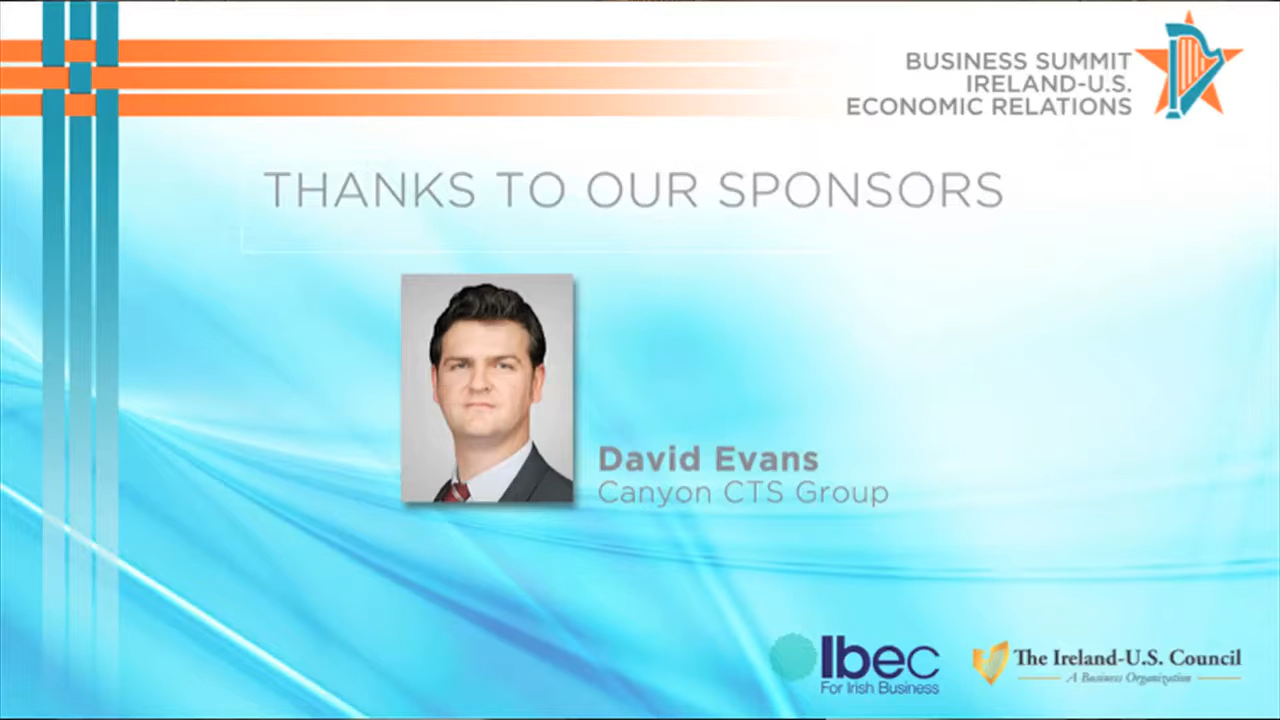 BUSINESS SUMMIT
IRELAND-U.S.
ECONOMIC RELATIONS
THANKS TO OUR SPONSORS
David Evans
Canyon CTS Group
Ibec
For Irish Business
The Ireland-U.S. Council
A Business Organization